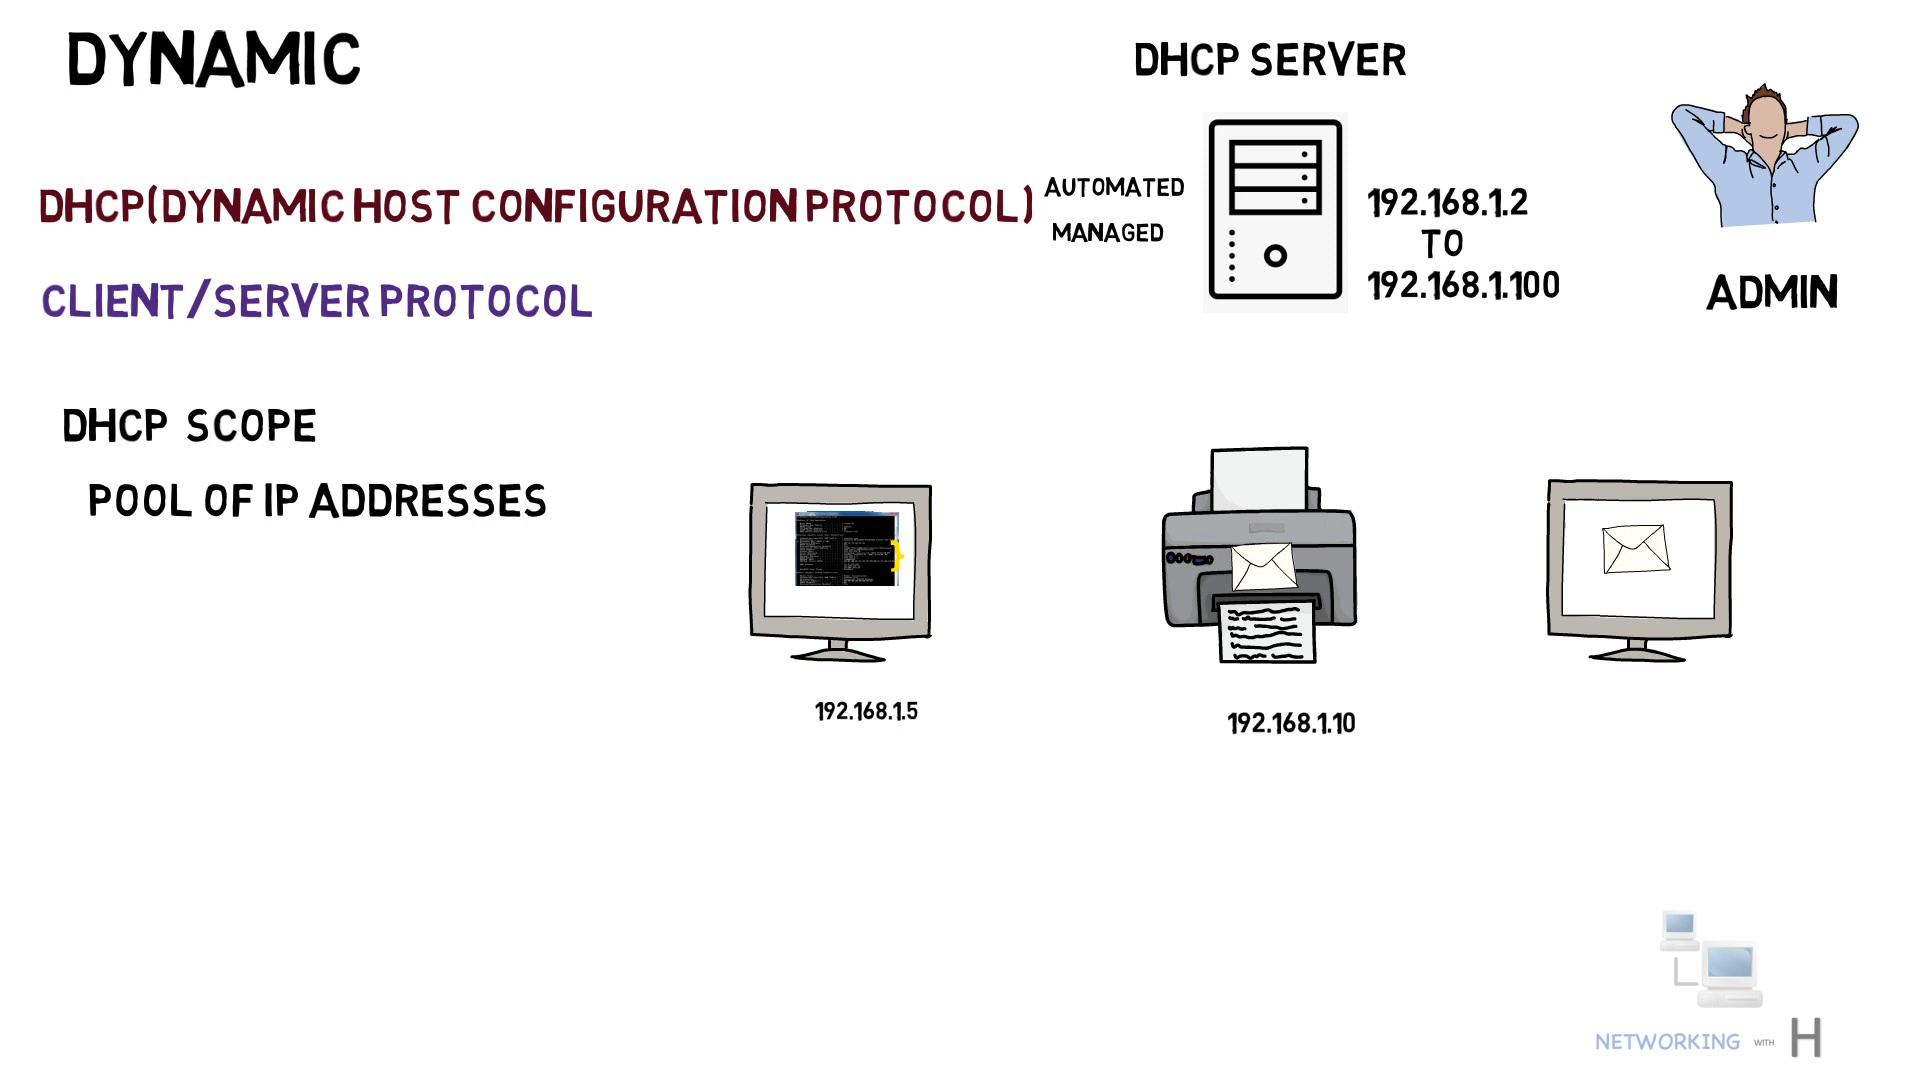 DYNAMIC
DHCP SERVER
DHCP(DYNAMIC HOST CONFIGURATION PROTOCOL)
AUTOMATED
MANAGED
192.168.1.2
TO
192.168.1.100
ADMIN
CLIENT/SERVER PROTOCOL
DHCP SCOPE
POOL OF IP ADDRESSES
192.168.1.5
192.168.1.10
NETWORKING WITH H